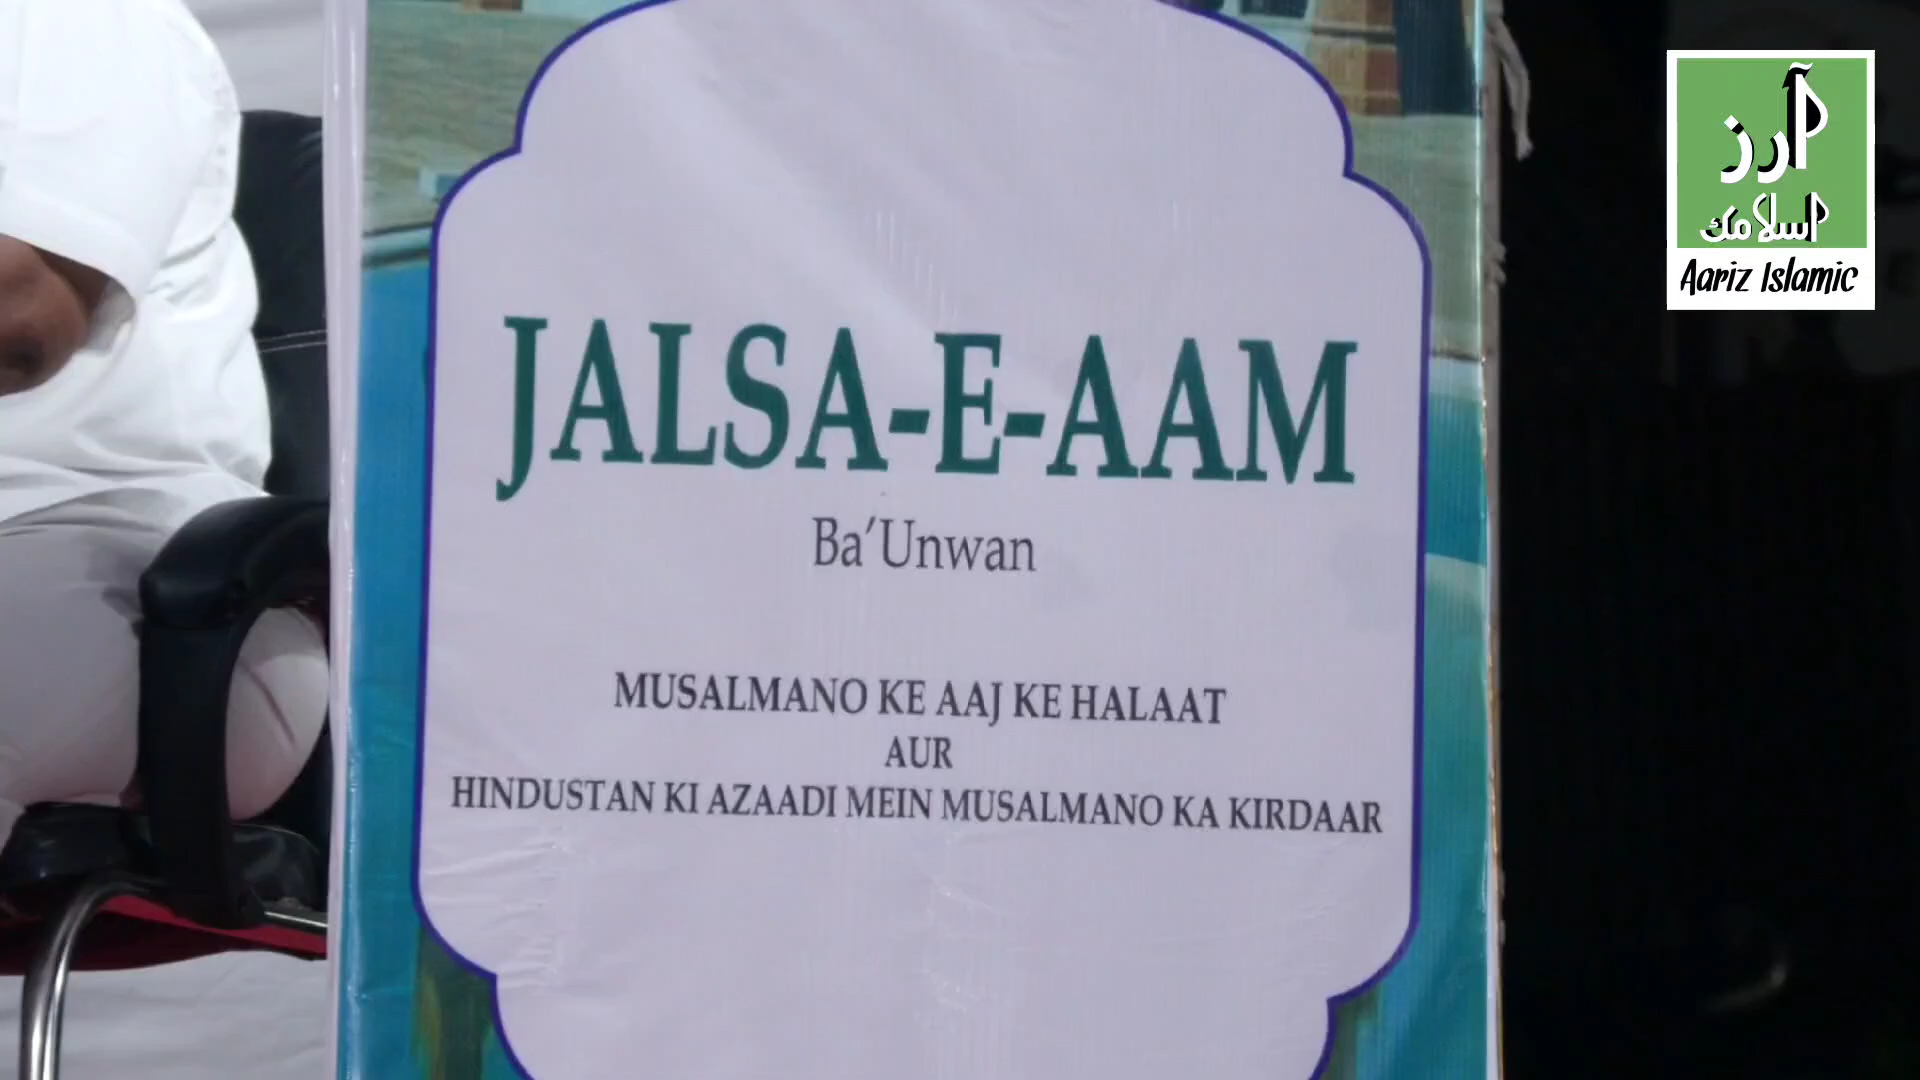 JALSA-E-AAM
Ba'Unwan
MUSALMANO KE AAJ KE HALAAT
AUR
HINDUSTAN KI AZAADI MEIN MUSALMANO KA KIRDAAR
آرز
اسلامك
Aariz Islamic